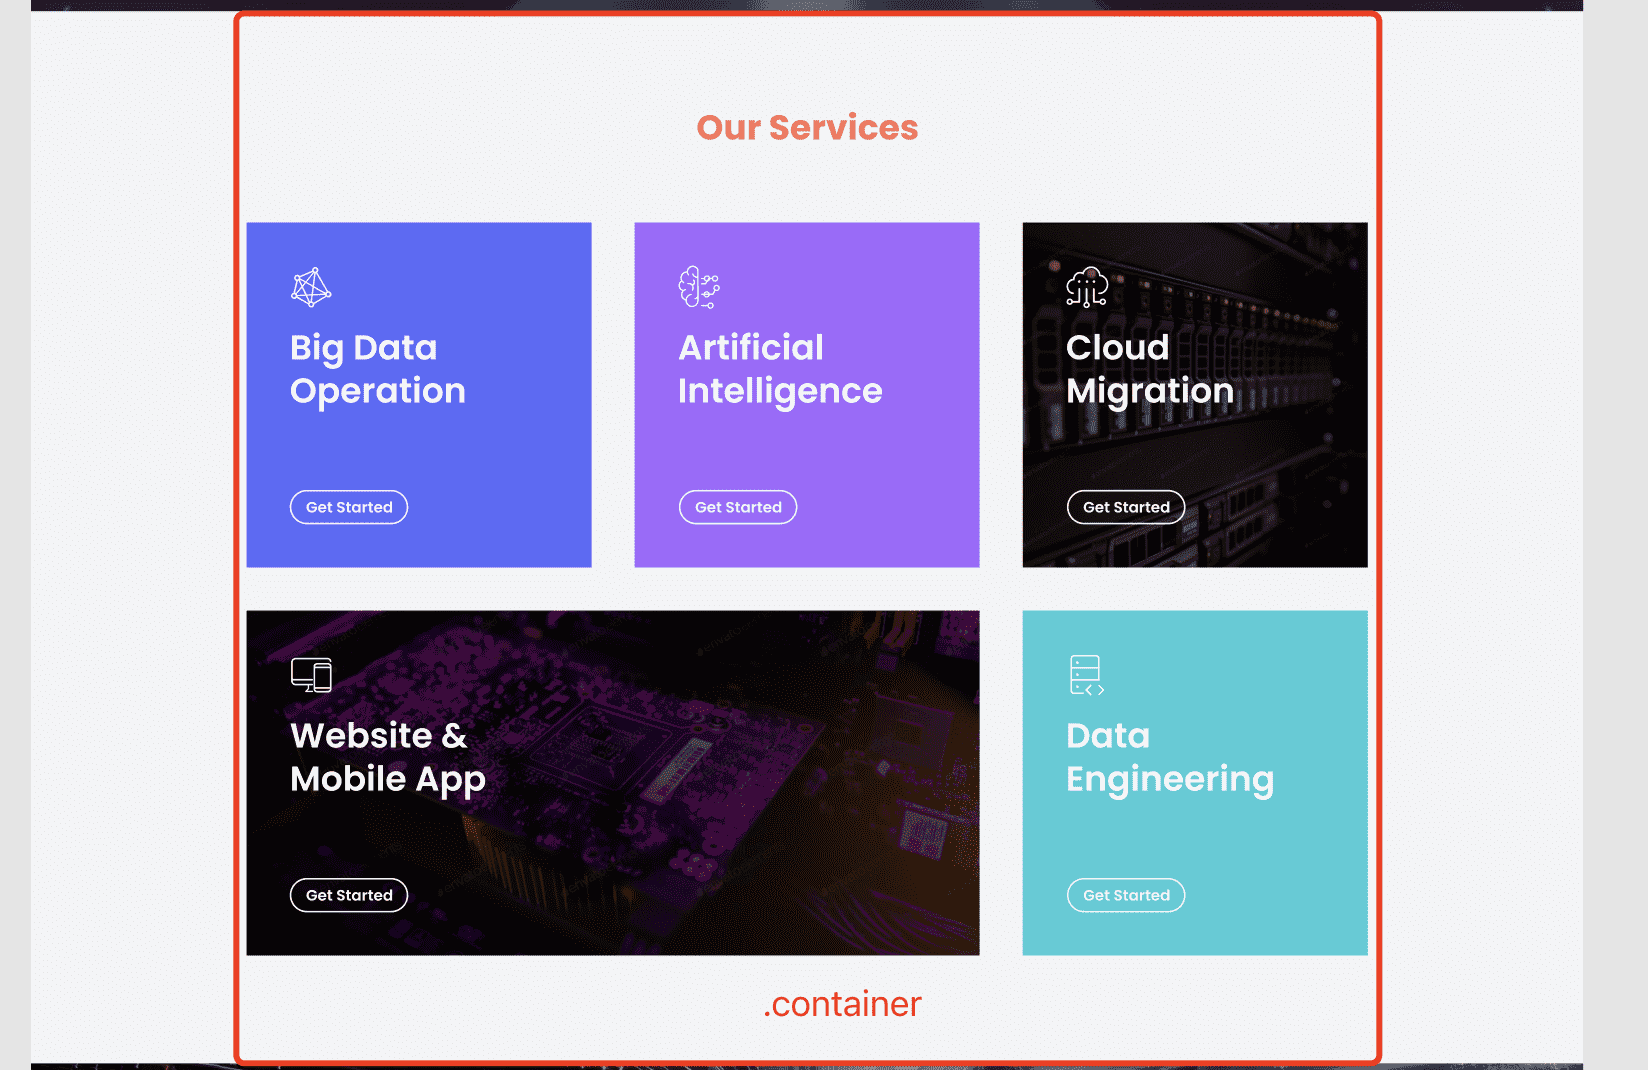 Our Services
Big Data
Operation
Get Started
Artificial
Intelligence
Get Started
Cloud
Migration
Get Started
Website &
Mobile App
Get Started
Data
Engineering
Get Started
.container